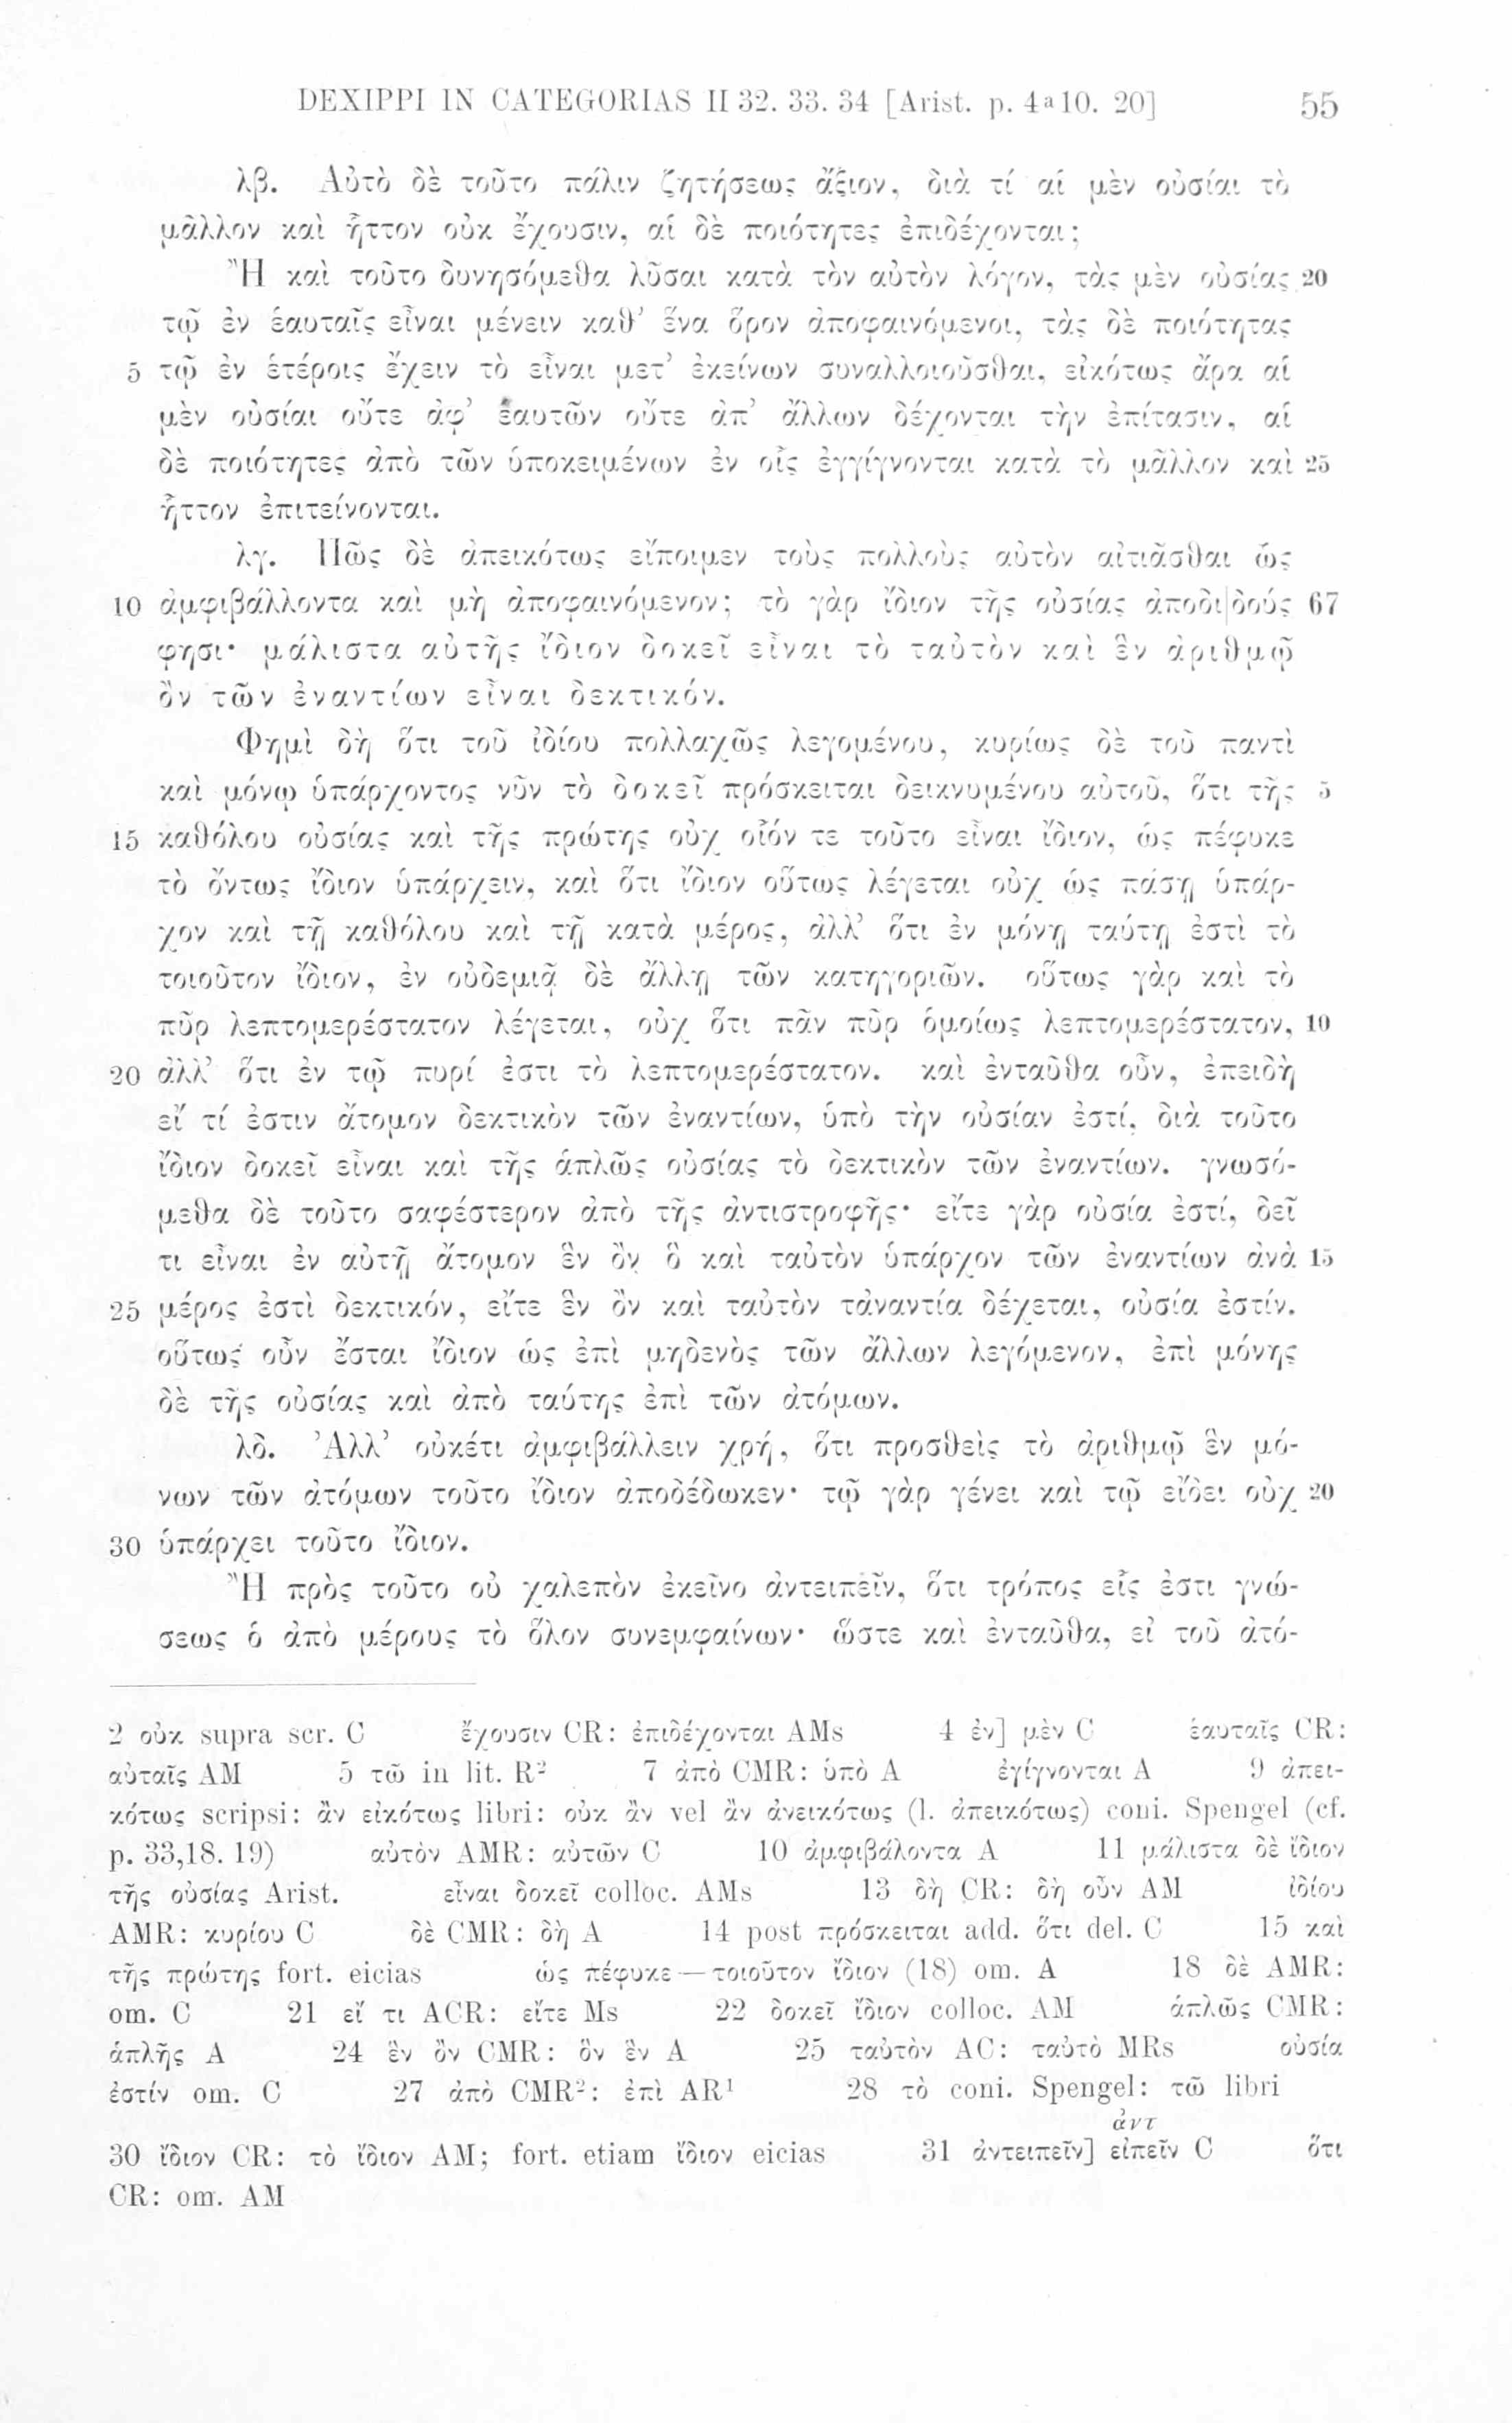 DEXIPPI IN CATEGORIAS II 32. 33. 34 [Arist. p. 4ª10. 20] 55
λβ. Αὐτὸ δὲ τοῦτο πάλιν ζητήσεως ἄξιον, διὰ τί αἱ μὲν οὐσίαι τὸ
μᾶλλον καὶ ἧττον οὐκ ἔχουσιν, αἱ δὲ ποιότητες ἐπιδέχονται;
Ἢ καὶ τοῦτο δυνησόμεθα λῦσαι κατὰ τὸν αὐτὸν λόγον, τὰς μὲν οὐσίας 20
τῷ ἐν ἑαυταῖς εἶναι μένειν καθ’ ἕνα ὅρον ἀποφαινόμενοι, τὰς δὲ ποιότητας
5 τῷ ἐν ἑτέροις ἔχειν τὸ εἶναι μετ’ ἐκείνων συναλλοιοῦσθαι, εἰκότως ἄρα αἱ
μὲν οὐσίαι οὔτε ἀφ’ ἑαυτῶν οὔτε ἀπ’ ἄλλων δέχονται τὴν ἐπίτασιν, αἱ
δὲ ποιότητες ἀπὸ τῶν ὑποκειμένων ἐν οἷς ἐγγίγνονται κατὰ τὸ μᾶλλον καὶ 25
ἧττον ἐπιτείνονται.
λγ. Πῶς δὲ ἀπεικότως εἴποιμεν τοὺς πολλοὺς αὐτὸν αἰτιᾶσθαι ὡς
10 ἀμφιβάλλοντα καὶ μὴ ἀποφαινόμενον; τὸ γὰρ ἴδιον τῆς οὐσίας ἀποδι|δούς 67
φησι· μάλιστα αὐτῆς ἴδιον δοκεῖ εἶναι τὸ ταὐτὸν καὶ ἓν ἀριθμῷ
ὂν τῶν ἐναντίων εἶναι δεκτικόν.
Φημὶ δὴ ὅτι τοῦ ἰδίου πολλαχῶς λεγομένου, κυρίως δὲ τοῦ παντὶ
καὶ μόνῳ ὑπάρχοντος νῦν τὸ δοκεῖ πρόσκειται δεικνυμένου αὐτοῦ, ὅτι τῆς 5
15 καθόλου οὐσίας καὶ τῆς πρώτης οὐχ οἷόν τε τοῦτο εἶναι ἴδιον, ὡς πέφυκε
τὸ ὄντως ἴδιον ὑπάρχειν, καὶ ὅτι ἴδιον οὕτως λέγεται οὐχ ὡς πάσῃ ὑπάρ-
χον καὶ τῇ καθόλου καὶ τῇ κατὰ μέρος, ἀλλ’ ὅτι ἐν μόνῃ ταύτῃ ἐστὶ τὸ
τοιοῦτον ἴδιον, ἐν οὐδεμιᾷ δὲ ἄλλῃ τῶν κατηγοριῶν. οὕτως γὰρ καὶ τὸ
πῦρ λεπτομερέστατον λέγεται, οὐχ ὅτι πᾶν πῦρ ὁμοίως λεπτομερέστατον, 10
20 ἀλλ’ ὅτι ἐν τῷ πυρί ἐστι τὸ λεπτομερέστατον. καὶ ἐνταῦθα οὖν, ἐπειδὴ
εἴ τί ἐστιν ἄτομον δεκτικὸν τῶν ἐναντίων, ὑπὸ τὴν οὐσίαν ἐστί, διὰ τοῦτο
ἴδιον δοκεῖ εἶναι καὶ τῆς ἁπλῶς οὐσίας τὸ δεκτικὸν τῶν ἐναντίων. γνωσό-
μεθα δὲ τοῦτο σαφέστερον ἀπὸ τῆς ἀντιστροφῆς· εἴτε γὰρ οὐσία ἐστί, δεῖ
τι εἶναι ἐν αὐτῇ ἄτομον ἓν ὂν ὃ καὶ ταὐτὸν ὑπάρχον τῶν ἐναντίων ἀνὰ 15
25 μέρος ἐστὶ δεκτικόν, εἴτε ἓν ὂν καὶ ταὐτὸν τἀναντία δέχεται, οὐσία ἐστίν.
οὕτως οὖν ἔσται ἴδιον ὡς ἐπὶ μηδενὸς τῶν ἄλλων λεγόμενον, ἐπὶ μόνης
δὲ τῆς οὐσίας καὶ ἀπὸ ταύτης ἐπὶ τῶν ἀτόμων.
λδ. Ἀλλ’ οὐκέτι ἀμφιβάλλειν χρή, ὅτι προσθεὶς τὸ ἀριθμῷ ἓν μό-
νων τῶν ἀτόμων τοῦτο ἴδιον ἀποδέδωκεν· τῷ γὰρ γένει καὶ τῷ εἴδει οὐχ 20
30 ὑπάρχει τοῦτο ἴδιον.
Ἢ πρὸς τοῦτο οὐ χαλεπὸν ἐκεῖνο ἀντειπεῖν, ὅτι τρόπος εἷς ἐστι γνώ-
σεως ὁ ἀπὸ μέρους τὸ ὅλον συνεμφαίνων· ὥστε καὶ ἐνταῦθα, εἰ τοῦ ἀτό-
2 οὐκ supra scr. C ἔχουσιν CR: ἐπιδέχονται AMs 4 ἐν] μὲν C ἑαυταῖς CR:
αὐταῖς AM 5 τῶ in lit. R² 7 ἀπὸ CMR: ὑπὸ A ἐγίγνονται A 9 ἀπει-
κότως scripsi: ἂν εἰκότως libri: οὐκ ἂν vel ἂν ἀνεικότως (l. ἀπεικότως) coni. Spengel (cf.
p. 33,18. 19) αὐτὸν AMR: αὐτῶν C 10 ἀμφιβάλοντα A 11 μάλιστα δὲ ἴδιον
τῆς οὐσίας Arist. εἶναι δοκεῖ colloc. AMs 13 δὴ CR: δὴ οὖν AM ἰδίου
AMR: κυρίου C δὲ CMR: δὴ A 14 post πρόσκειται add. ὅτι del. C 15 καὶ
τῆς πρώτης fort. eicias ὡς πέφυκε — τοιοῦτον ἴδιον (18) om. A 18 δὲ AMR:
om. C 21 εἴ τι ACR: εἴτε Ms 22 δοκεῖ ἴδιον colloc. AM ἁπλῶς CMR:
ἁπλῆς A 24 ἓν ὂν CMR: ὂν ἓν A 25 ταὐτὸν AC: ταὐτὸ MRs οὐσία
ἐστίν om. C 27 ἀπὸ CMR²: ἐπὶ AR¹ 28 τὸ coni. Spengel: τῶ libri
ἀντ
30 ἴδιον CR: τὸ ἴδιον AM; fort. etiam ἴδιον eicias 31 ἀντειπεῖν] εἰπεῖν C ὅτι
CR: om. AM